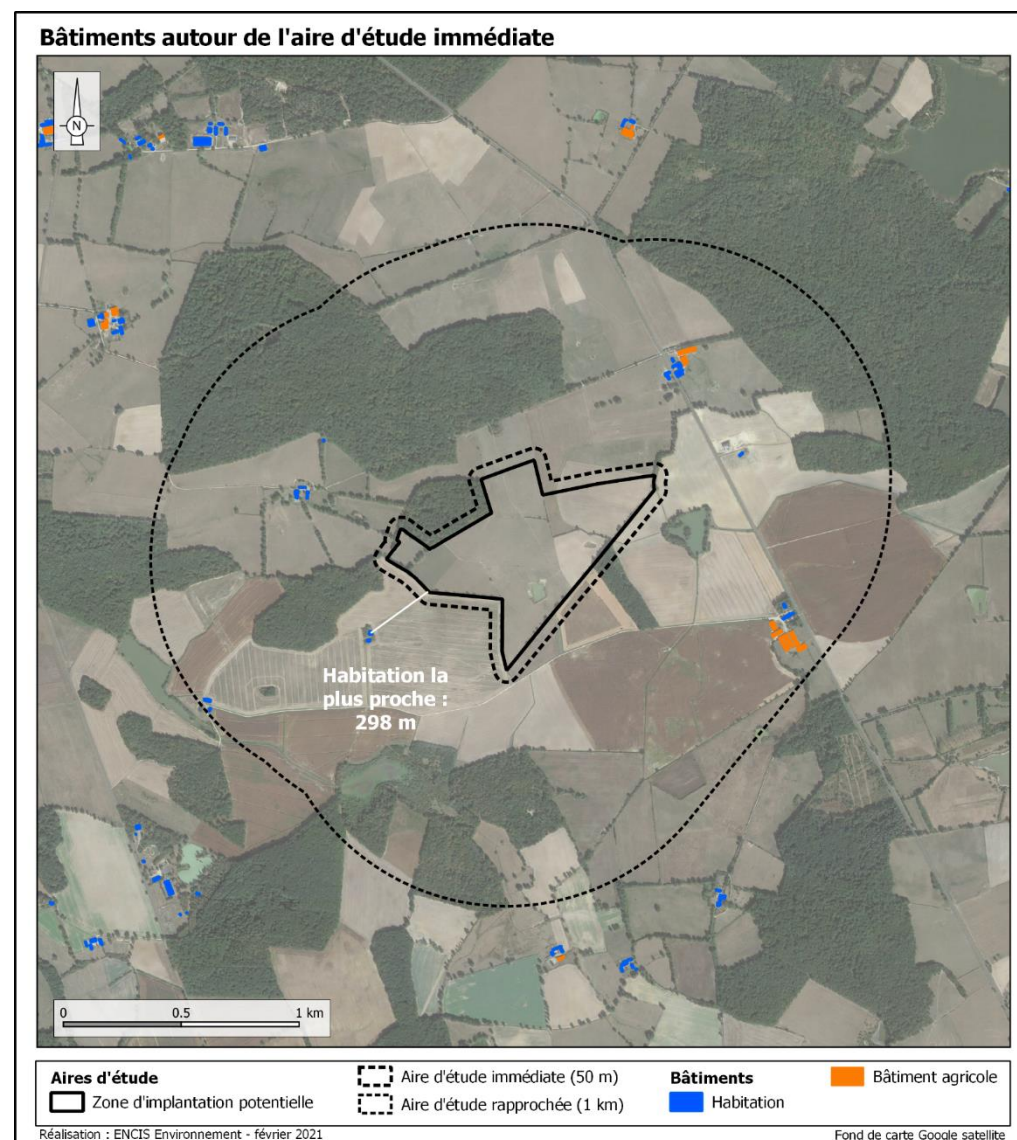 Bâtiments autour de l'aire d'étude immédiate
N
Habitation la
plus proche :
298 m
0 0.5 1 km
Aires d'étude
Zone d'implantation potentielle
Aire d'étude immédiate (50 m)
Aire d'étude rapprochée (1 km)
Bâtiments
Habitation
Bâtiment agricole
Réalisation : ENCIS Environnement - février 2021
Fond de carte Google satellite